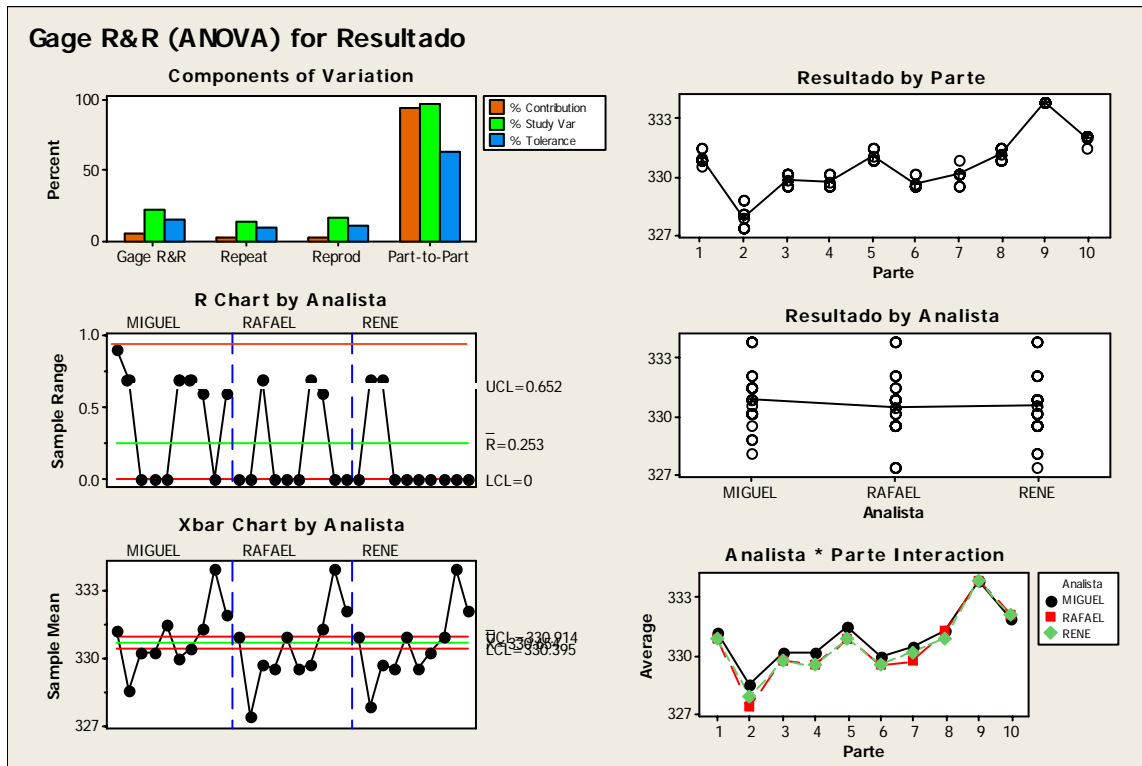 Gage R&R (ANOVA) for Resultado
Components of Variation
100
50
0
Percent
Gage R&R Repeat Reprod Part-to-Part
% Contribution
% Study Var
% Tolerance
R Chart by Analista
MIGUEL RAFAEL RENE
1.0
0.5
0.0
Sample Range
UCL=0.652
R=0.253
LCL=0
Xbar Chart by Analista
MIGUEL RAFAEL RENE
333
330
327
Sample Mean
UCL=330.914
LCL=330.395
Resultado by Parte
333
330
327
1 2 3 4 5 6 7 8 9 10
Parte
Resultado by Analista
333
330
327
MIGUEL RAFAEL RENE
Analista
Analista * Parte Interaction
333
330
327
Average
1 2 3 4 5 6 7 8 9 10
Parte
Analista
MIGUEL
RAFAEL
RENE